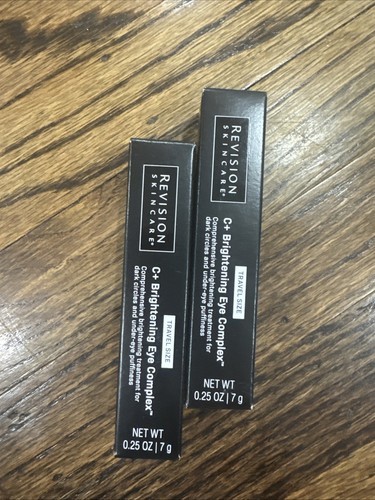 REVISION
SKINCARE®
C+ Brightening Eye Complex™
TRAVEL SIZE
Comprehensive brightening treatment for
dark circles and under-eye puffiness
NET WT
0.25 OZ | 7 g
REVISION
SKINCARE®
C+ Brightening Eye Complex™
TRAVEL SIZE
Comprehensive brightening treatment for
dark circles and under-eye puffiness
NET WT
0.25 OZ | 7 g